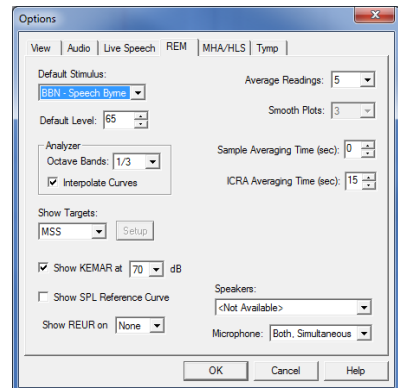 Options
View Audio Live Speech REM MHA/HLS Tymp
Default Stimulus:
BBN - Speech Byrne
Default Level: 65
Analyzer
Octave Bands: 1/3
Interpolate Curves
Show Targets:
MSS Setup
Show KEMAR at 70 dB
Show SPL Reference Curve
Show REUR on None
Average Readings: 5
Smooth Plots: 3
Sample Averaging Time (sec): 0
ICRA Averaging Time (sec): 15
Speakers:
<Not Available>
Microphone: Both, Simultaneous
OK Cancel Help